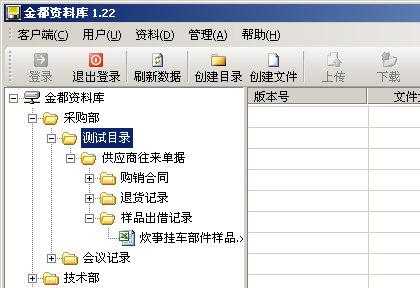 金都资料库 1.22
客户端(C) 用户(U) 资料(D) 管理(A) 帮助(H)
登录 退出登录 刷新数据 创建目录 创建文件 上传 下载
金都资料库
采购部
测试目录
供应商往来单据
购销合同
退货记录
样品出借记录
炊事挂车部件样品.x
会议记录
技术部
版本号 文件